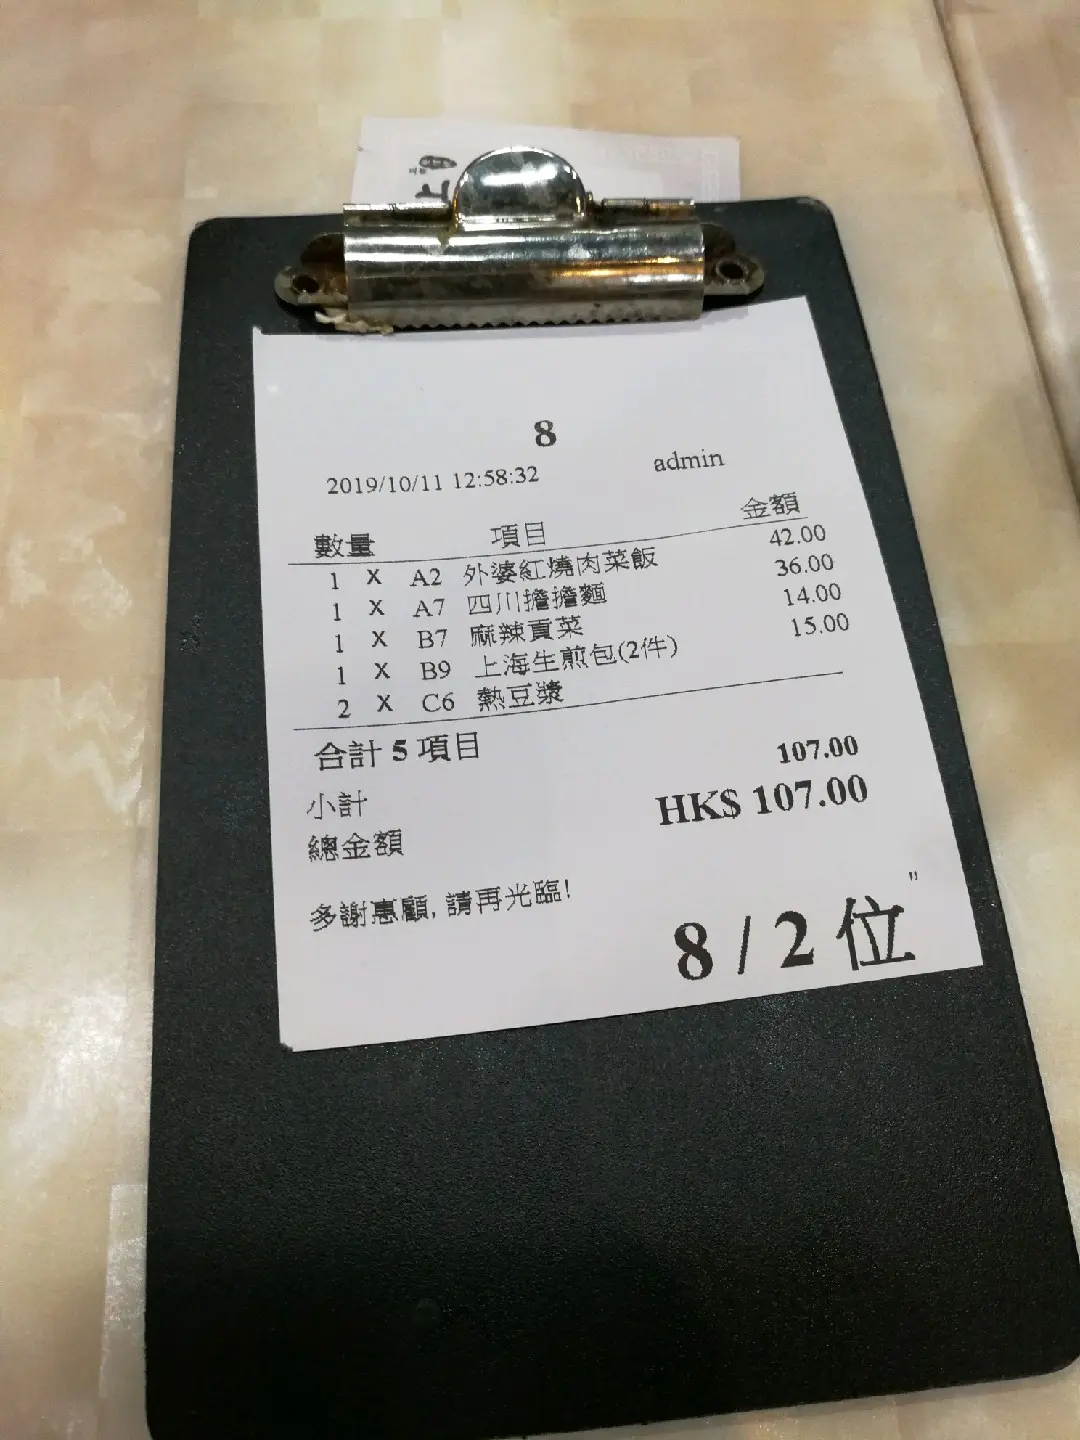 上
8
2019/10/11 12:58:32 admin
數量 項目 金額
1 X A2 外婆紅燒肉菜飯 42.00
1 X A7 四川擔擔麵 36.00
1 X B7 麻辣貢菜 14.00
1 X B9 上海生煎包(2件) 15.00
2 X C6 熱豆漿
合計 5 項目
小計 107.00
總金額 HK$ 107.00
多謝惠顧, 請再光臨!
"
8 / 2 位